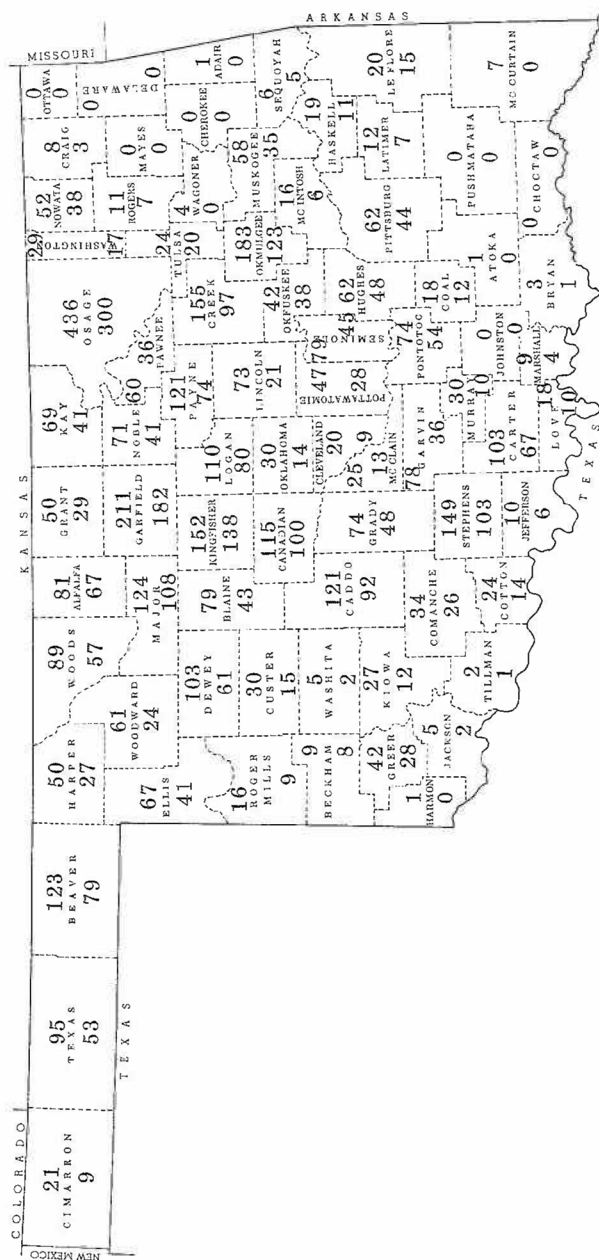 COLORADO
KANSAS
MISSOURI
ARKANSAS
NEW MEXICO
TEXAS
TEXAS
21
CIMARRON
9
95
TEXAS
53
123
BEAVER
79
50
HARPER
27
89
WOODS
57
81
ALFALFA
67
50
GRANT
29
69
KAY
41
436
OSAGE
300
29
WASHINGTON
17
52
NOWATA
38
8
CRAIG
3
0
OTTAWA
0
67
ELLIS
41
61
WOODWARD
24
124
MAJOR
108
211
GARFIELD
182
71
NOBLE
41
60
PAWNEE
36
24
TULSA
20
11
ROGERS
7
0
MAYES
0
0
DELAWARE
0
16
ROGER
MILLS
9
103
DEWEY
61
79
BLAINE
43
152
KINGFISHER
138
110
LOGAN
80
121
PAYNE
74
155
CREEK
97
4
WAGONER
0
0
CHEROKEE
0
1
ADAIR
0
30
CUSTER
15
115
CANADIAN
100
30
OKLAHOMA
14
73
LINCOLN
21
42
OKFUSKEE
38
183
OKMULGEE
123
58
MUSKOGEE
35
6
SEQUOYAH
5
9
BECKHAM
8
5
WASHITA
2
121
CADDO
92
74
GRADY
48
CLEVELAND
20
9
25
13
MCCLAIN
47
POTTAWATOMIE
28
79
SEMINOLE
45
62
HUGHES
48
16
MCINTOSH
6
19
HASKELL
11
20
LE FLORE
15
42
GREER
28
27
KIOWA
12
78
GARVIN
36
74
PONTOTOC
54
62
PITTSBURG
44
12
LATIMER
7
1
HARMON
0
5
JACKSON
2
34
COMANCHE
26
149
STEPHENS
103
30
MURRAY
10
18
COAL
12
2
TILLMAN
1
24
COTTON
14
10
JEFFERSON
6
103
CARTER
67
0
JOHNSTON
0
1
ATOKA
0
0
PUSHMATAHA
0
7
MCCURTAIN
0
18
LOVE
10
9
MARSHALL
4
3
BRYAN
1
0
CHOCTAW
0